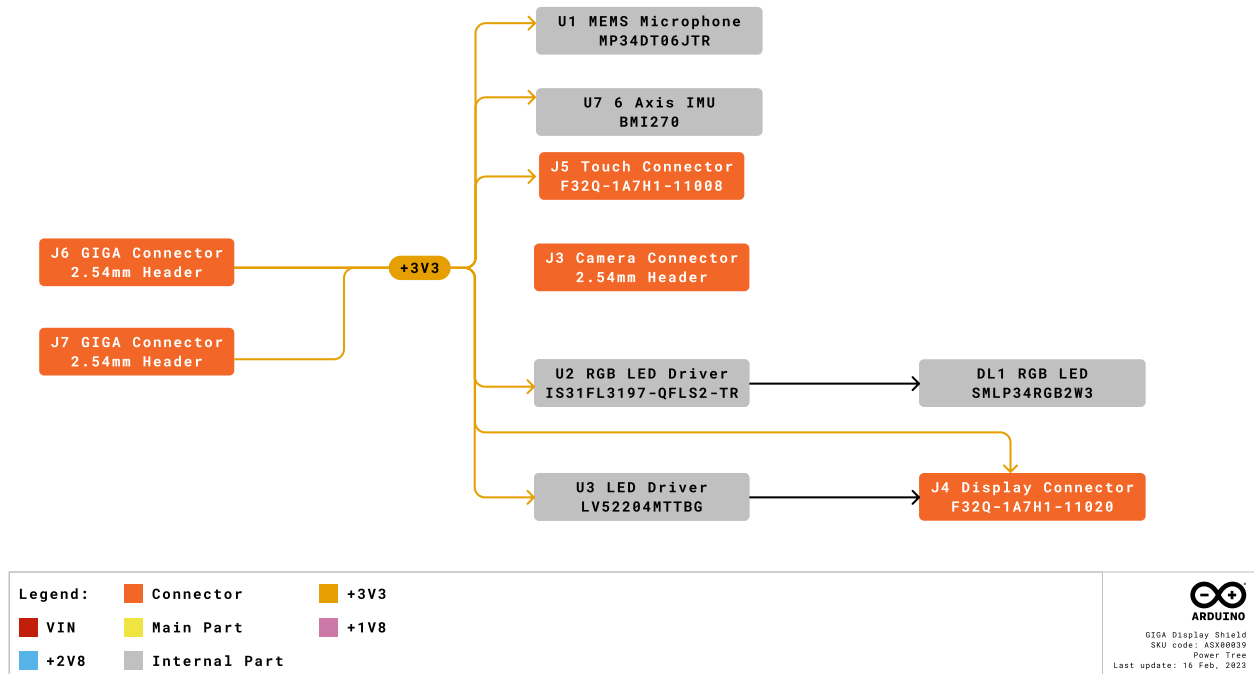 U1 MEMS Microphone
MP34DT06JTR
U7 6 Axis IMU
BMI270
J5 Touch Connector
F32Q-1A7H1-11008
J6 GIGA Connector
2.54mm Header
+3V3
J3 Camera Connector
2.54mm Header
J7 GIGA Connector
2.54mm Header
U2 RGB LED Driver
IS31FL3197-QFLS2-TR
DL1 RGB LED
SMLP34RGB2W3
U3 LED Driver
LV52204MTTBG
J4 Display Connector
F32Q-1A7H1-11020
Legend:
Connector
+3V3
VIN
Main Part
+1V8
+2V8
Internal Part
ARDUINO
GIGA Display Shield
SKU code: ASX00039
Power Tree
Last update: 16 Feb, 2023